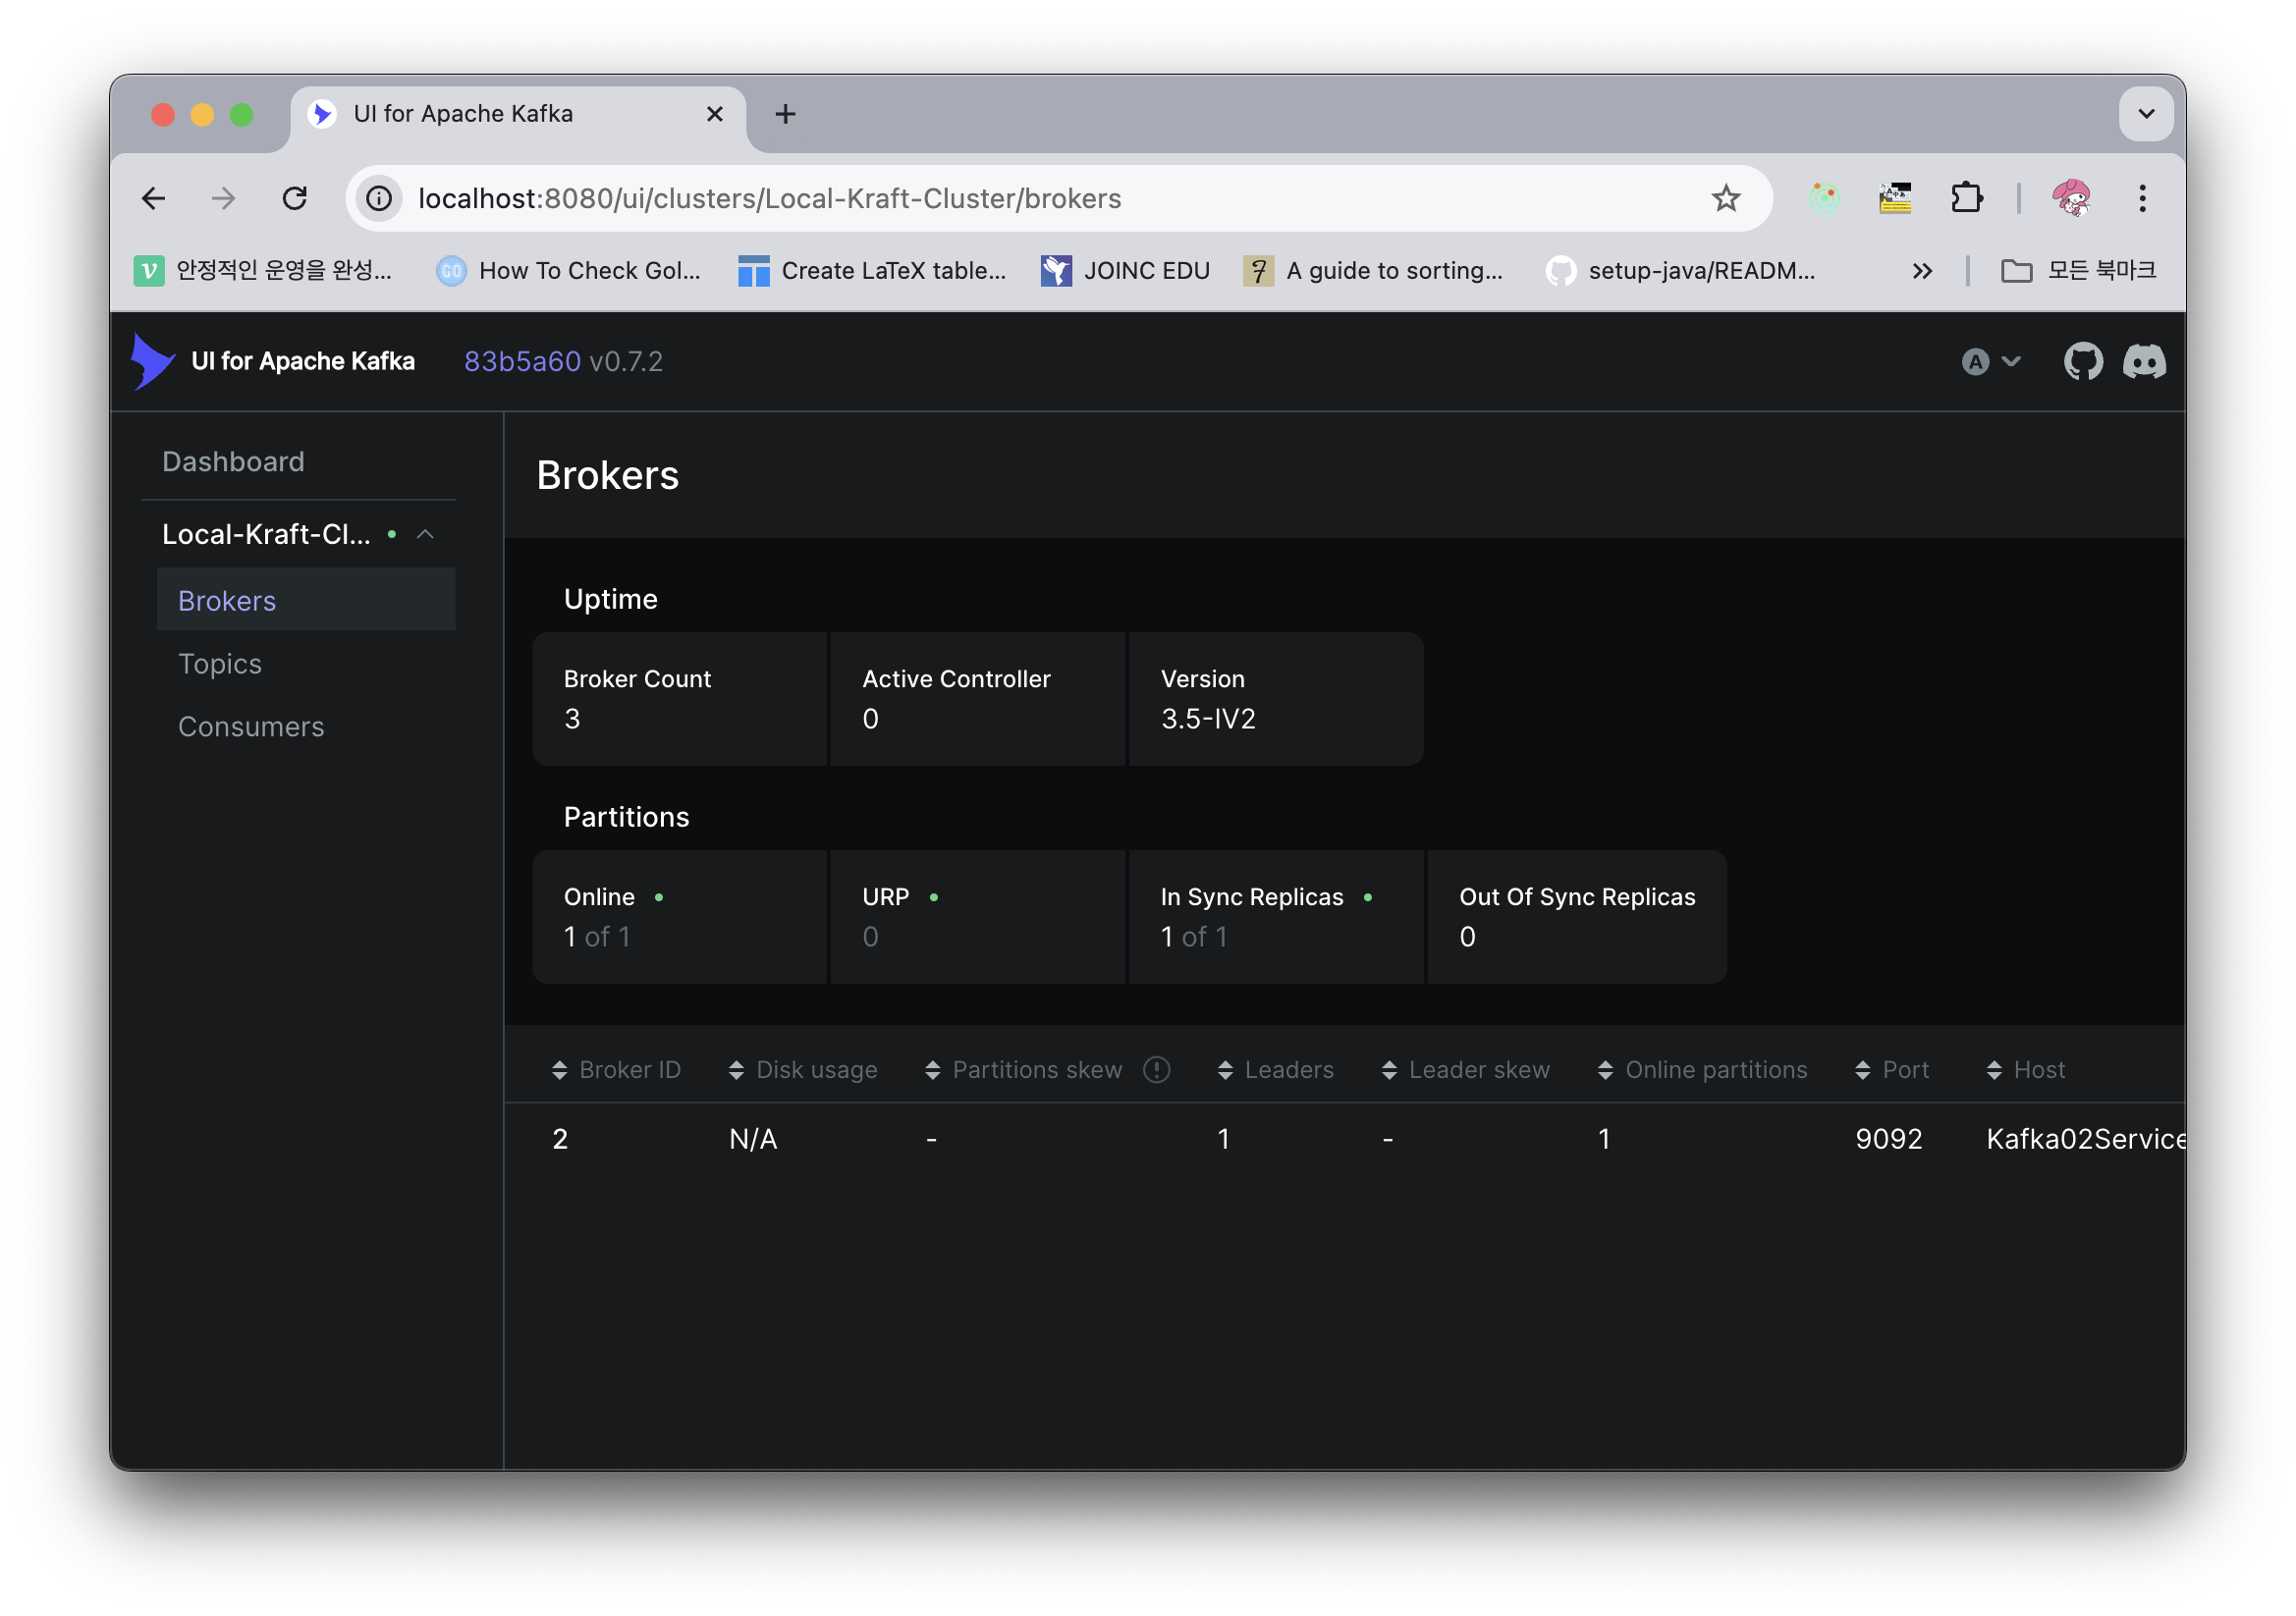 UI for Apache Kafka
localhost:8080/ui/clusters/Local-Kraft-Cluster/brokers
안정적인 운영을 완성...
How To Check Gol...
Create LaTeX table...
JOINC EDU
A guide to sorting...
setup-java/READM...
모든 북마크
UI for Apache Kafka 83b5a60 v0.7.2
A
Dashboard
Local-Kraft-Cl...
Brokers
Topics
Consumers
Brokers
Uptime
Broker Count
3
Active Controller
0
Version
3.5-IV2
Partitions
Online
1 of 1
URP
0
In Sync Replicas
1 of 1
Out Of Sync Replicas
0
Broker ID Disk usage Partitions skew Leaders Leader skew Online partitions Port Host
2 N/A - 1 - 1 9092 Kafka02Service